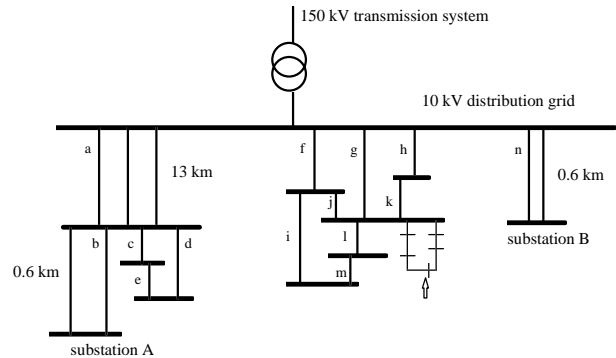 150 kV transmission system
10 kV distribution grid
a
f
g
h
n
13 km
0.6 km
j
k
b
c
d
i
l
substation B
0.6 km
e
m
substation A